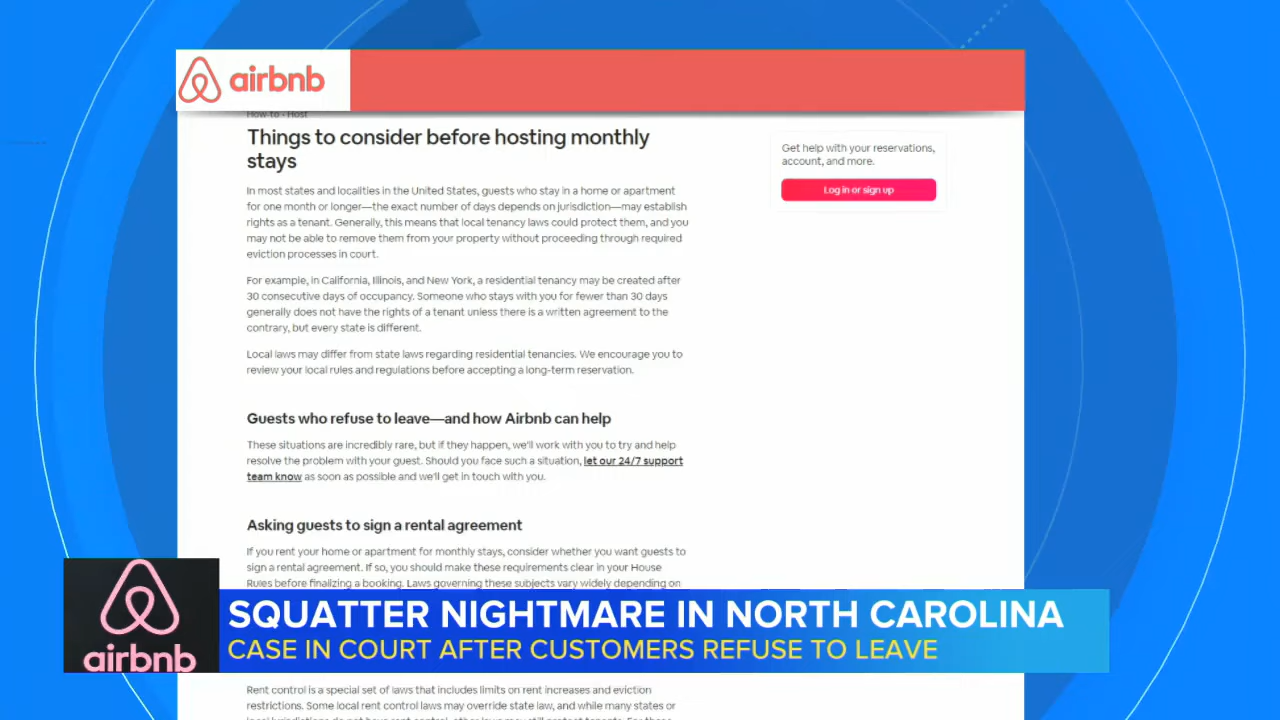 airbnb
How-to • Host
Things to consider before hosting monthly
stays
In most states and localities in the United States, guests who stay in a home or apartment
for one month or longer—the exact number of days depends on jurisdiction—may establish
rights as a tenant. Generally, this means that local tenancy laws could protect them, and you
may not be able to remove them from your property without proceeding through required
eviction processes in court.
For example, in California, Illinois, and New York, a residential tenancy may be created after
30 consecutive days of occupancy. Someone who stays with you for fewer than 30 days
generally does not have the rights of a tenant unless there is a written agreement to the
contrary, but every state is different.
Local laws may differ from state laws regarding residential tenancies. We encourage you to
review your local rules and regulations before accepting a long-term reservation.
Guests who refuse to leave—and how Airbnb can help
These situations are incredibly rare, but if they happen, we'll work with you to try and help
resolve the problem with your guest. Should you face such a situation, let our 24/7 support
team know as soon as possible and we'll get in touch with you.
Asking guests to sign a rental agreement
If you rent your home or apartment for monthly stays, consider whether you want guests to
sign a rental agreement. If so, you should make these requirements clear in your House
Rules before finalizing a booking. Laws governing these subjects vary widely depending on
Get help with your reservations,
account, and more.
Log in or sign up
airbnb
SQUATTER NIGHTMARE IN NORTH CAROLINA
CASE IN COURT AFTER CUSTOMERS REFUSE TO LEAVE
Rent control is a special set of laws that includes limits on rent increases and eviction
restrictions. Some local rent control laws may override state law, and while many states or